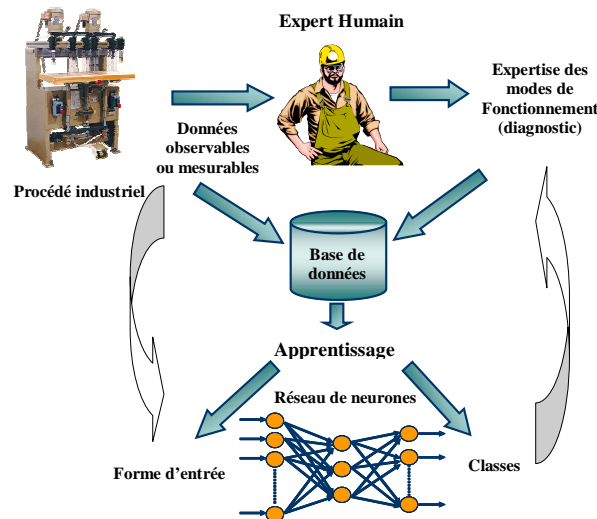 Expert Humain
Expertise des
modes de
Fonctionnement
(diagnostic)
Données
observables
ou mesurables
Procédé industriel
Base de
données
Apprentissage
Réseau de neurones
Forme d'entrée
Classes